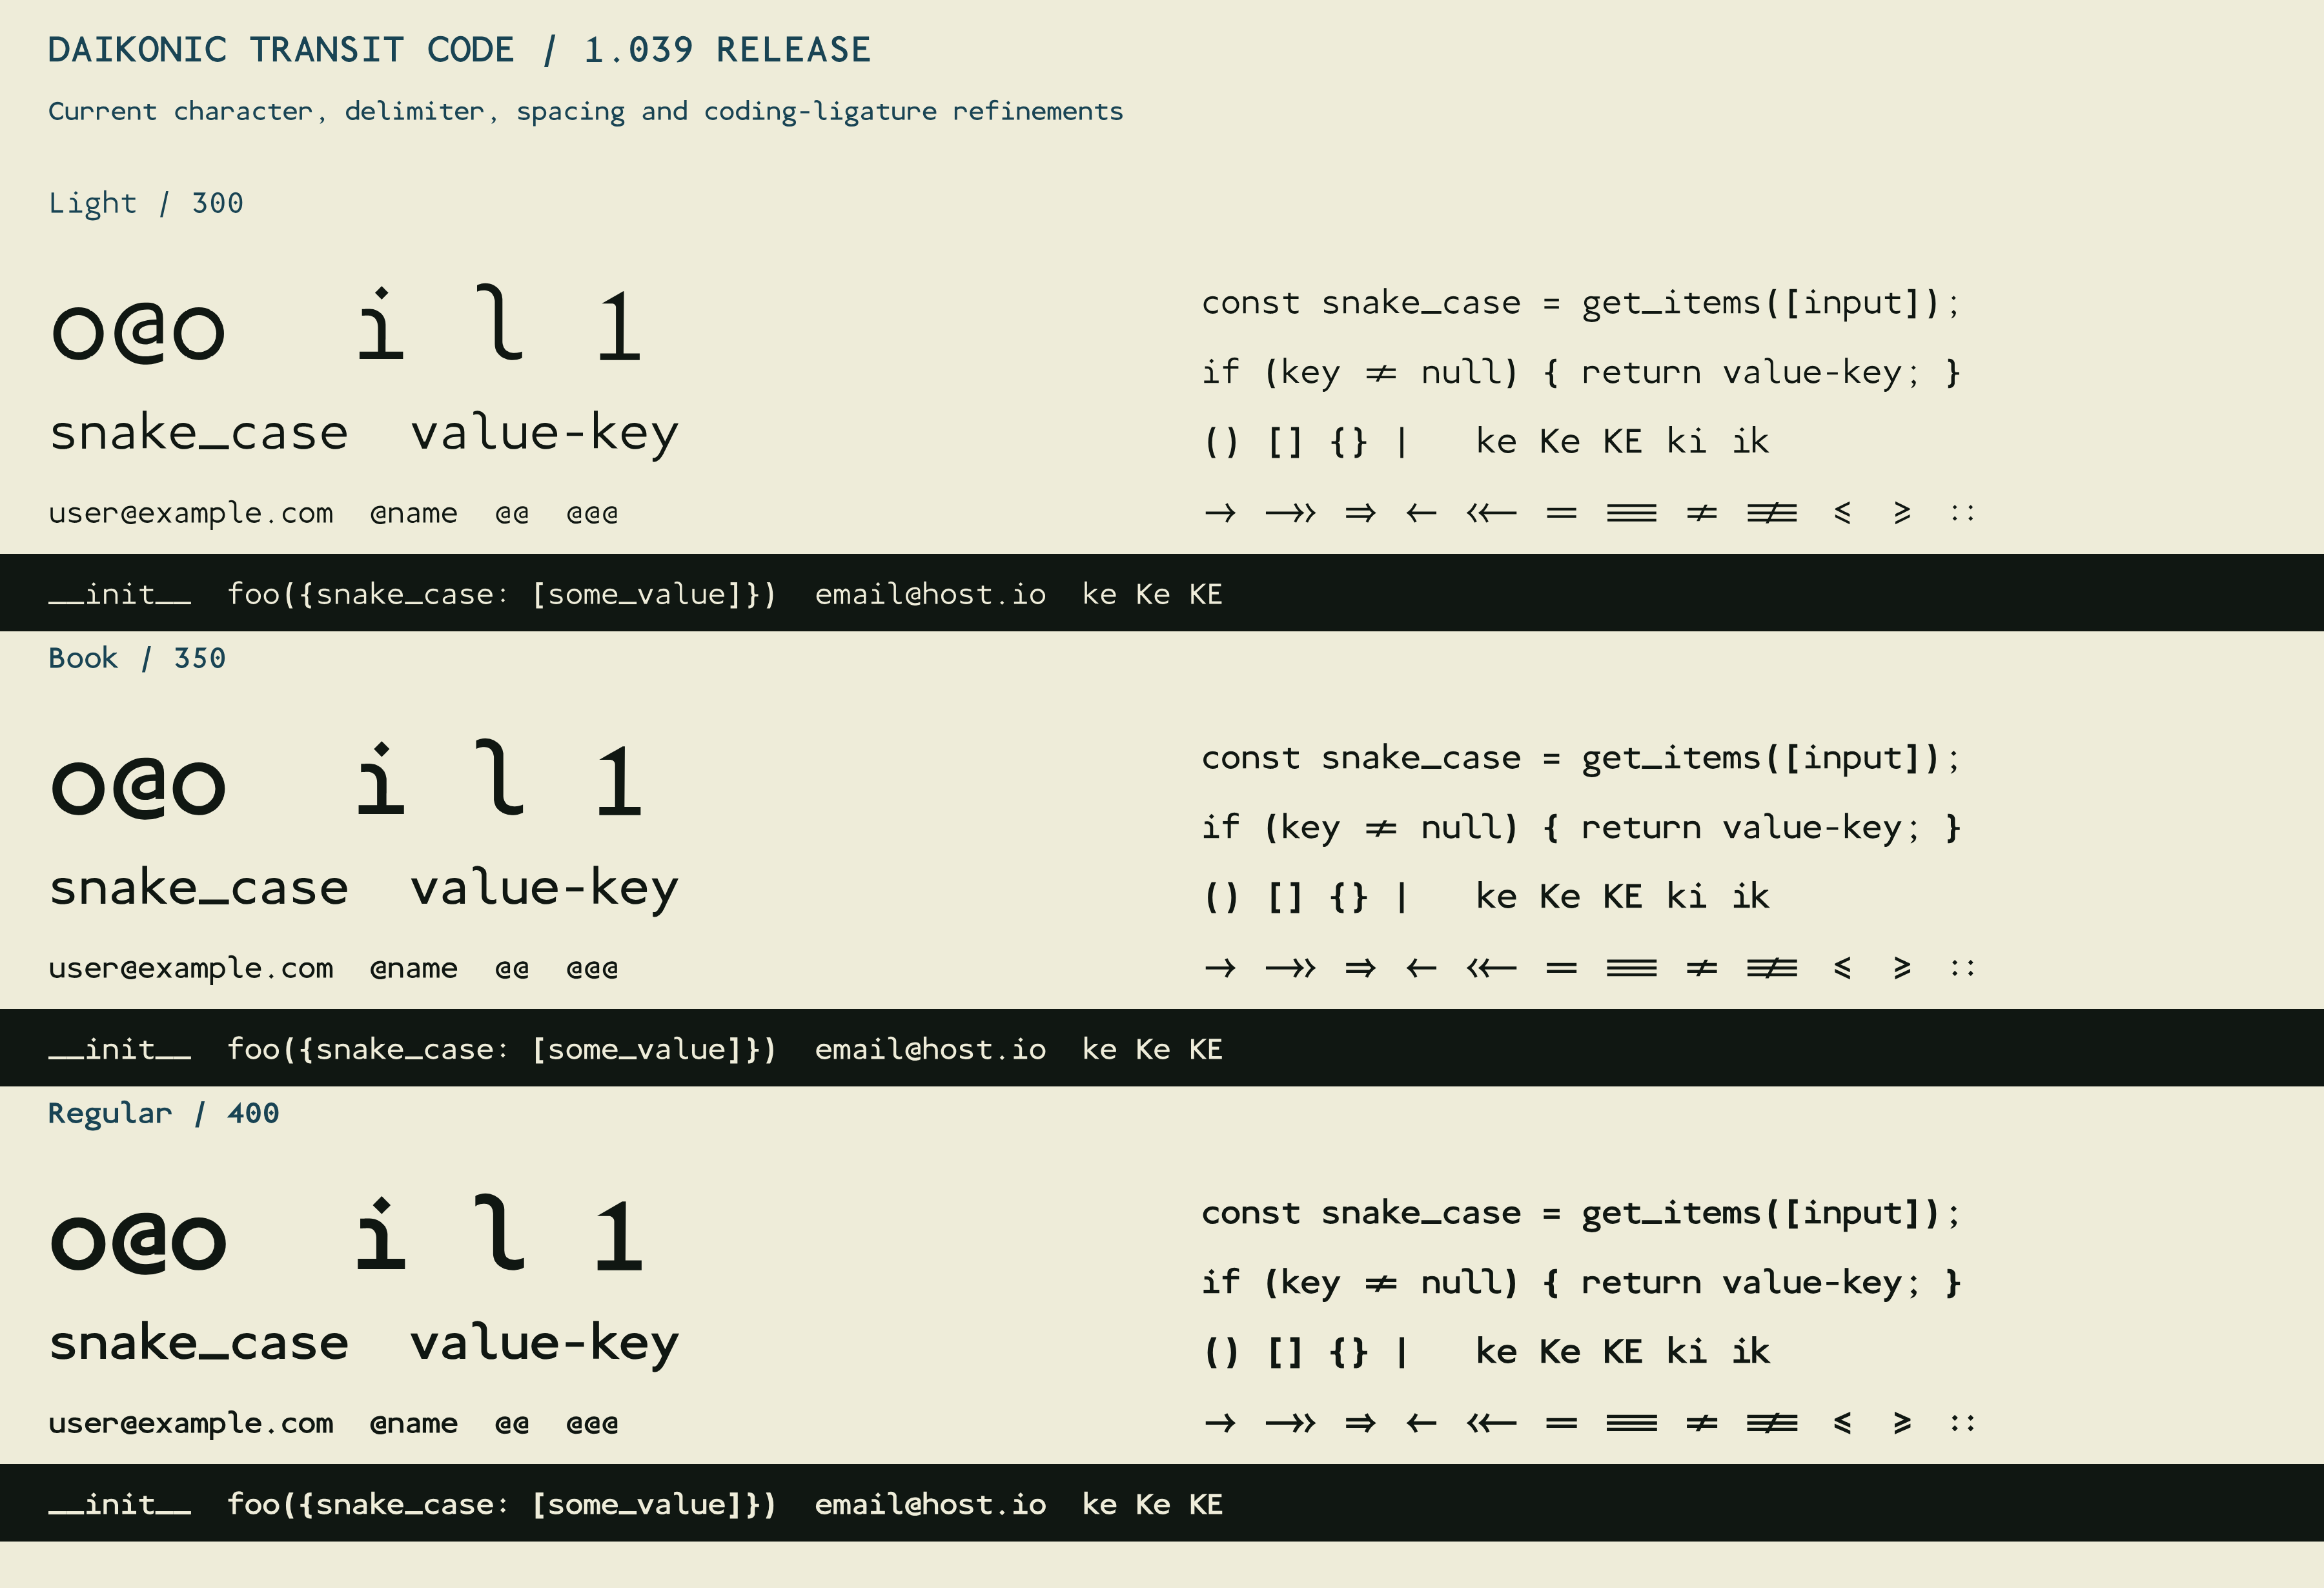 DAIKONIC TRANSIT CODE / 1.039 RELEASE
Current character, delimiter, spacing and coding-ligature refinements
Light / 300
o@o i l 1
snake_case value-key
user@example.com @name @@ @@@
const snake_case = get_items([input]);
if (key ≠ null) { return value-key; }
() [] {} | ke Ke KE ki ik
→ ↠ ⇒ ← ↞ = ≡ ≠ ≢ ⩽ ⩾ ::
__init__ foo({snake_case: [some_value]}) email@host.io ke Ke KE
Book / 350
o@o i l 1
snake_case value-key
user@example.com @name @@ @@@
const snake_case = get_items([input]);
if (key ≠ null) { return value-key; }
() [] {} | ke Ke KE ki ik
→ ↠ ⇒ ← ↞ = ≡ ≠ ≢ ⩽ ⩾ ::
__init__ foo({snake_case: [some_value]}) email@host.io ke Ke KE
Regular / 400
o@o i l 1
snake_case value-key
user@example.com @name @@ @@@
const snake_case = get_items([input]);
if (key ≠ null) { return value-key; }
() [] {} | ke Ke KE ki ik
→ ↠ ⇒ ← ↞ = ≡ ≠ ≢ ⩽ ⩾ ::
__init__ foo({snake_case: [some_value]}) email@host.io ke Ke KE